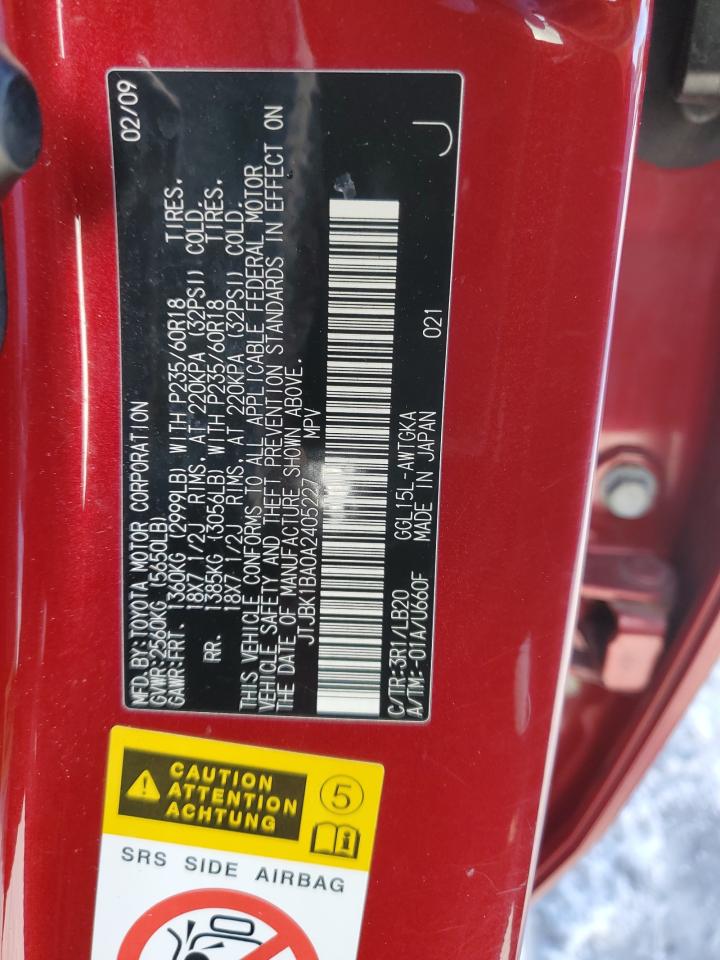 MFD.BY:TOYOTA MOTOR CORPORATION 02/09
GVWR:2560KG (5650LB)
GAWR:FRT. 1360KG (2999LB) WITH P235/60R18 TIRES.
18X7 1/2J RIMS. AT 220KPA (32PSI) COLD.
RR. 1385KG (3056LB) WITH P235/60R18 TIRES.
18X7 1/2J RIMS. AT 220KPA (32PSI) COLD.
THIS VEHICLE CONFORMS TO ALL APPLICABLE FEDERAL MOTOR
VEHICLE SAFETY AND THEFT PREVENTION STANDARDS IN EFFECT ON
THE DATE OF MANUFACTURE SHOWN ABOVE.
JTJBK1BA0A2405227 MPV
C/TR:3R1/LB20 GGL15L-AWTGKA 021
A/TM:-01A/U660F MADE IN JAPAN J
CAUTION
ATTENTION
ACHTUNG
5
i
SRS SIDE AIRBAG